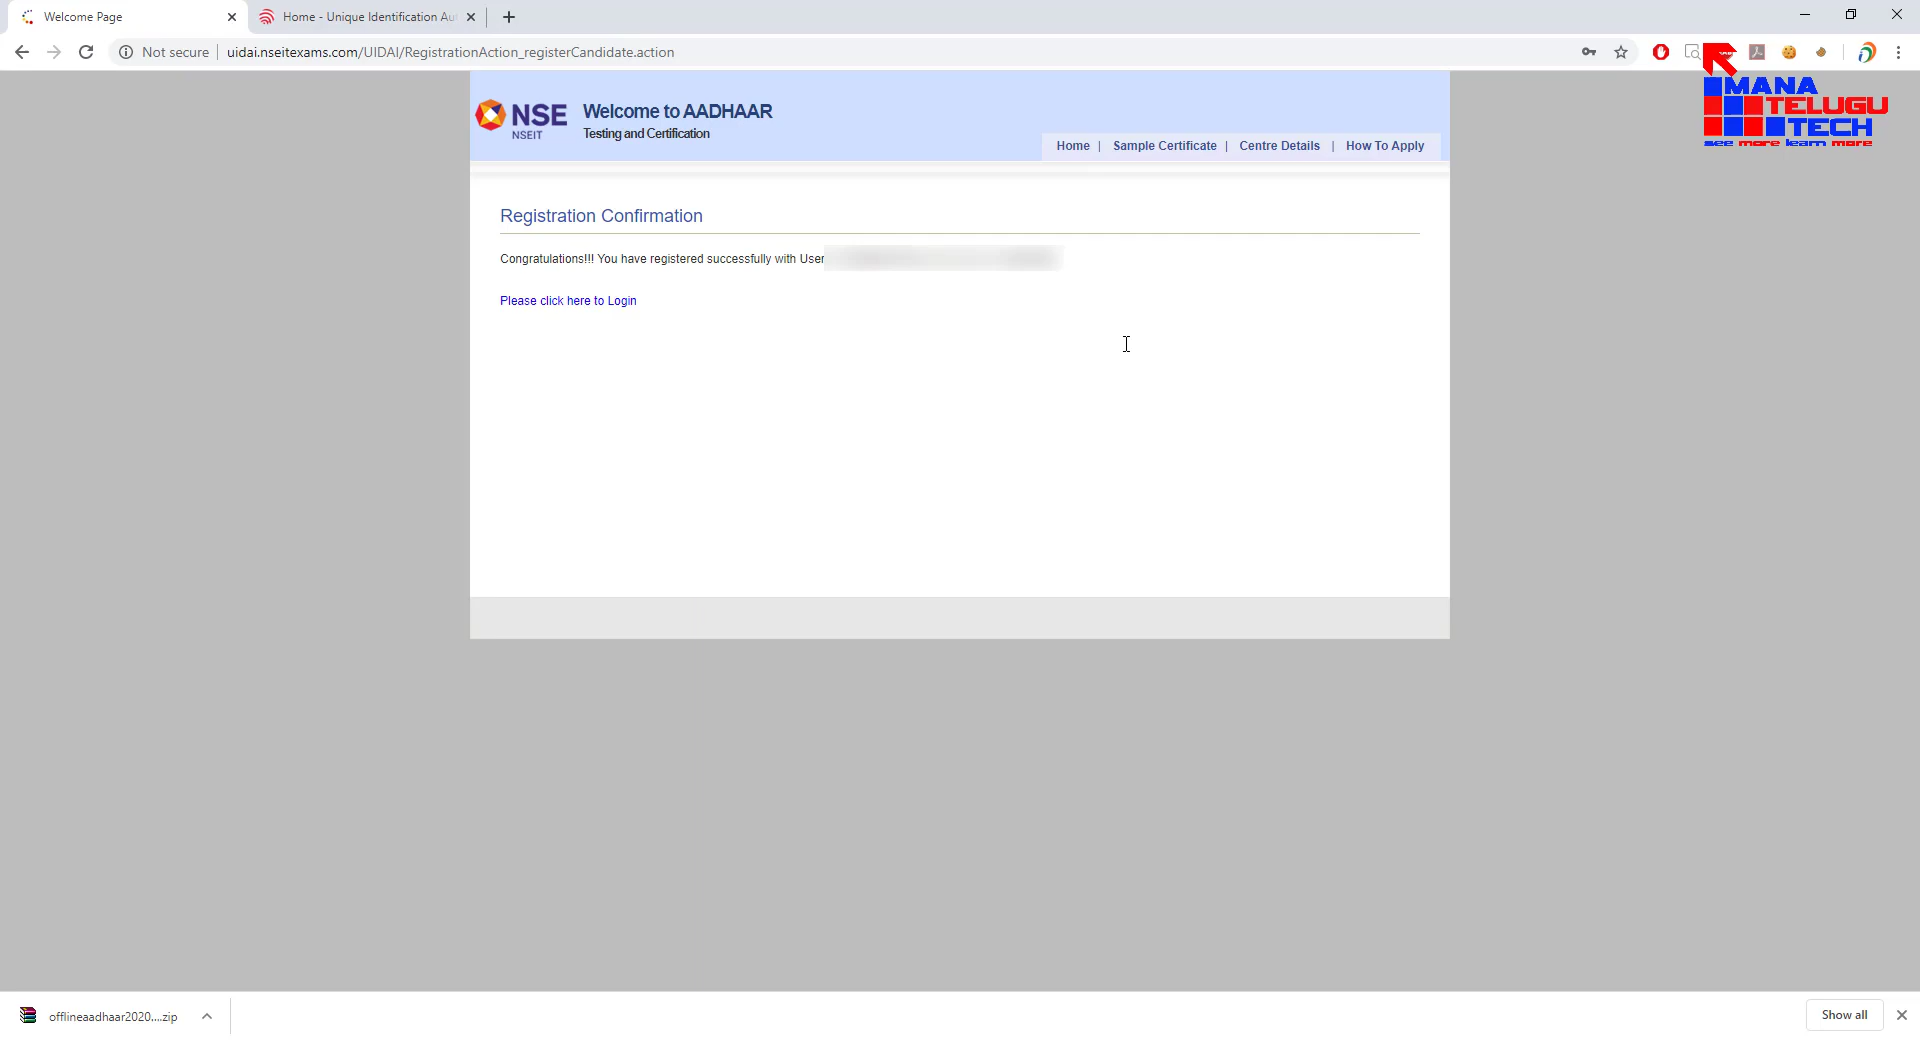 Welcome Page
Home - Unique Identification Au
Not secure
uidai.nseitexams.com/UIDAI/RegistrationAction_registerCandidate.action
MANA
TELUGU
TECH
see more learn more
NSE
NSEIT
Welcome to AADHAAR
Testing and Certification
Home | Sample Certificate | Centre Details | How To Apply
Registration Confirmation
Congratulations!!! You have registered successfully with User
Please click here to Login
offlineaadhaar2020....zip
Show all